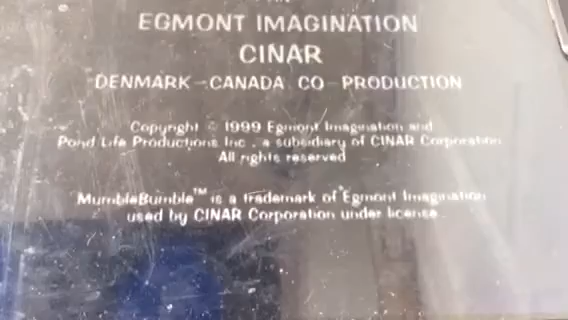 EGMONT IMAGINATION
CINAR
DENMARK-CANADA CO-PRODUCTION
Copyright © 1999 Egmont Imagination and
Pond Life Productions Inc., a subsidiary of CINAR Corporation
All rights reserved
MumbleBumble™ is a trademark of Egmont Imagination
used by CINAR Corporation under license.